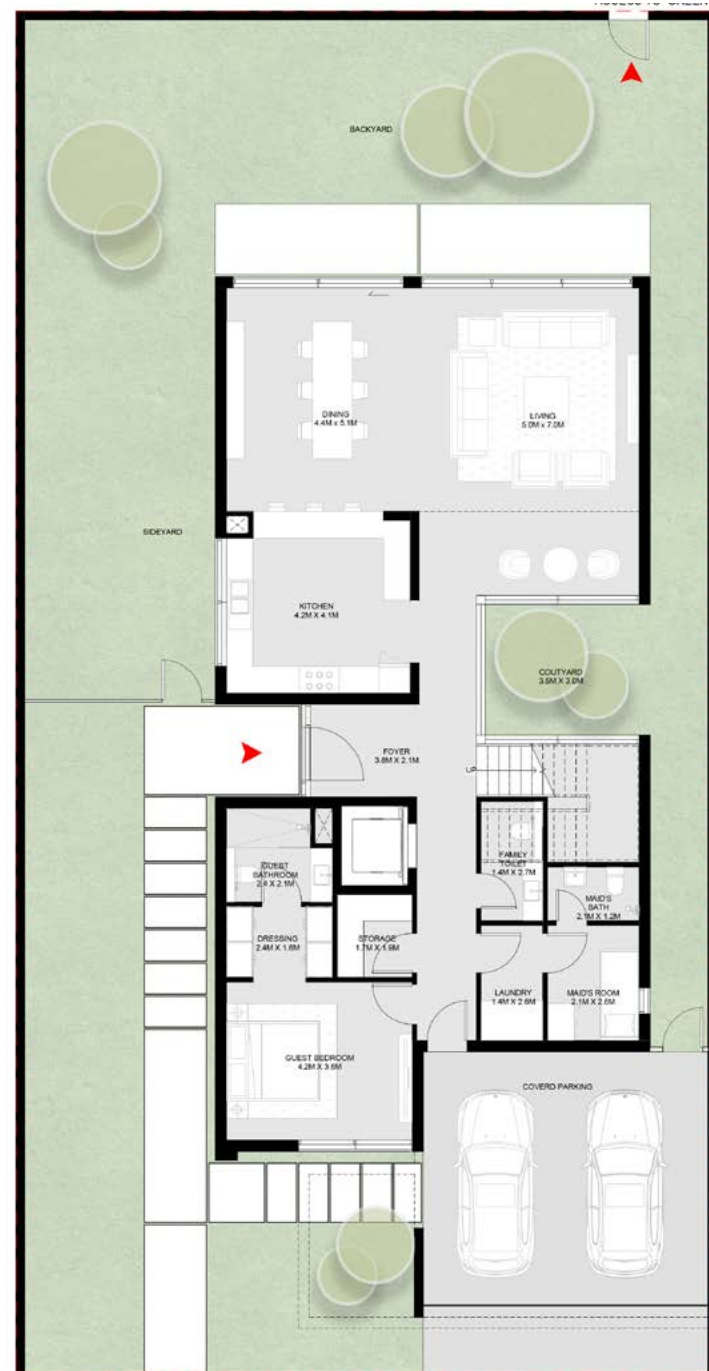 BACKYARD
DINING
4.4M x 5.1M
LIVING
5.0M x 7.0M
SIDEYARD
KITCHEN
4.2M X 4.1M
COUTYARD
3.5M X 3.0M
FOYER
3.8M X 2.1M
9
GUEST
BATHROOM
2.4 X 2.1M
FAMILY
TOILET
1.4M X 2.7M
MAID'S
BATH
2.1M X 1.2M
DRESSING
2.4M X 1.6M
STORAGE
1.7M X 1.9M
LAUNDRY
1.4M X 2.6M
MAID'S ROOM
2.1M X 2.6M
GUEST BEDROOM
4.2M X 3.6M
COVERD PARKING